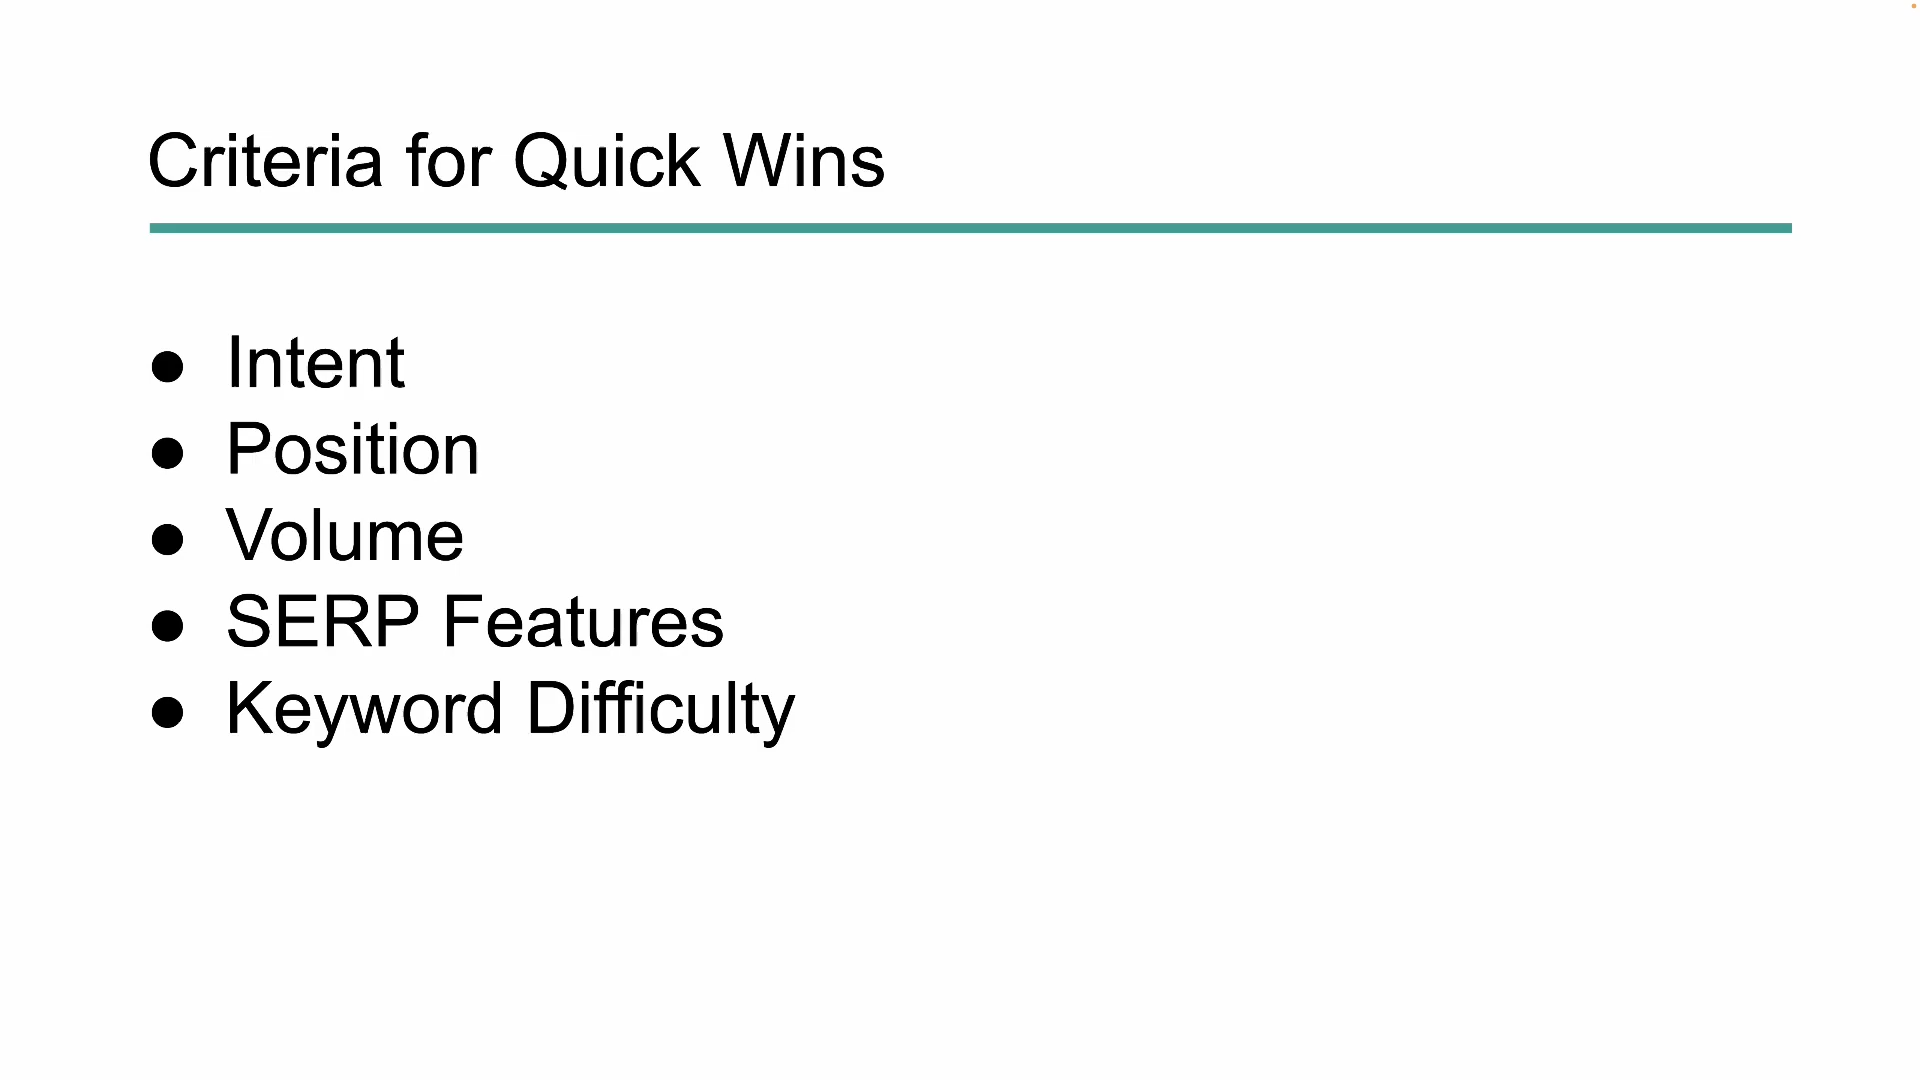 Criteria for Quick Wins
● Intent
● Position
● Volume
● SERP Features
● Keyword Difficulty